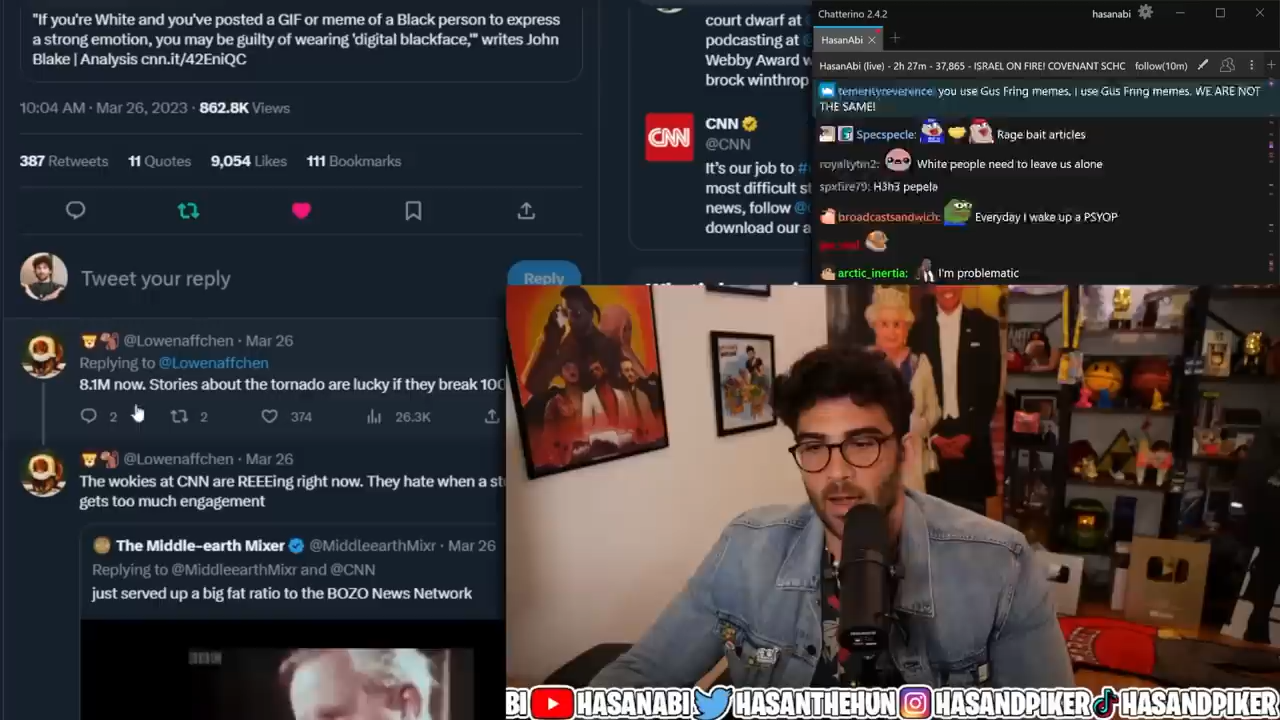 "If you're White and you've posted a GIF or meme of a Black person to express
a strong emotion, you may be guilty of wearing 'digital blackface,'" writes John
Blake | Analysis cnn.it/42EniQC
10:04 AM · Mar 26, 2023 · 862.8K Views
387 Retweets 11 Quotes 9,054 Likes 111 Bookmarks
Tweet your reply
Reply
@Lowenaffchen · Mar 26
Replying to @Lowenaffchen
8.1M now. Stories about the tornado are lucky if they break 100
2 2 374 26.3K
@Lowenaffchen · Mar 26
The wokies at CNN are REEEing right now. They hate when a st
gets too much engagement
The Middle-earth Mixer @MiddleearthMixr · Mar 26
Replying to @MiddleearthMixr and @CNN
just served up a big fat ratio to the BOZO News Network
BBC
court dwarf at
podcasting at
Webby Award w
brock winthrop
CNN
CNN
@CNN
It's our job to #
most difficult st
news, follow @
download our a
Chatterino 2.4.2
hasanabi
HasanAbi
HasanAbi (live) - 2h 27m - 37,865 - ISRAEL ON FIRE! COVENANT SCHC follow(10m)
temerityreverence: you use Gus Fring memes, i use Gus Fring memes. WE ARE NOT
THE SAME!
Specspecle: Rage bait articles
royaltytm2: White people need to leave us alone
spxfire79: H3h3 pepela
broadcastsandwich: Everyday I wake up a PSYOP
arctic_inertia: I'm problematic
BI HASANABI HASANTHEHUN HASANDPIKER HASANDPIKER